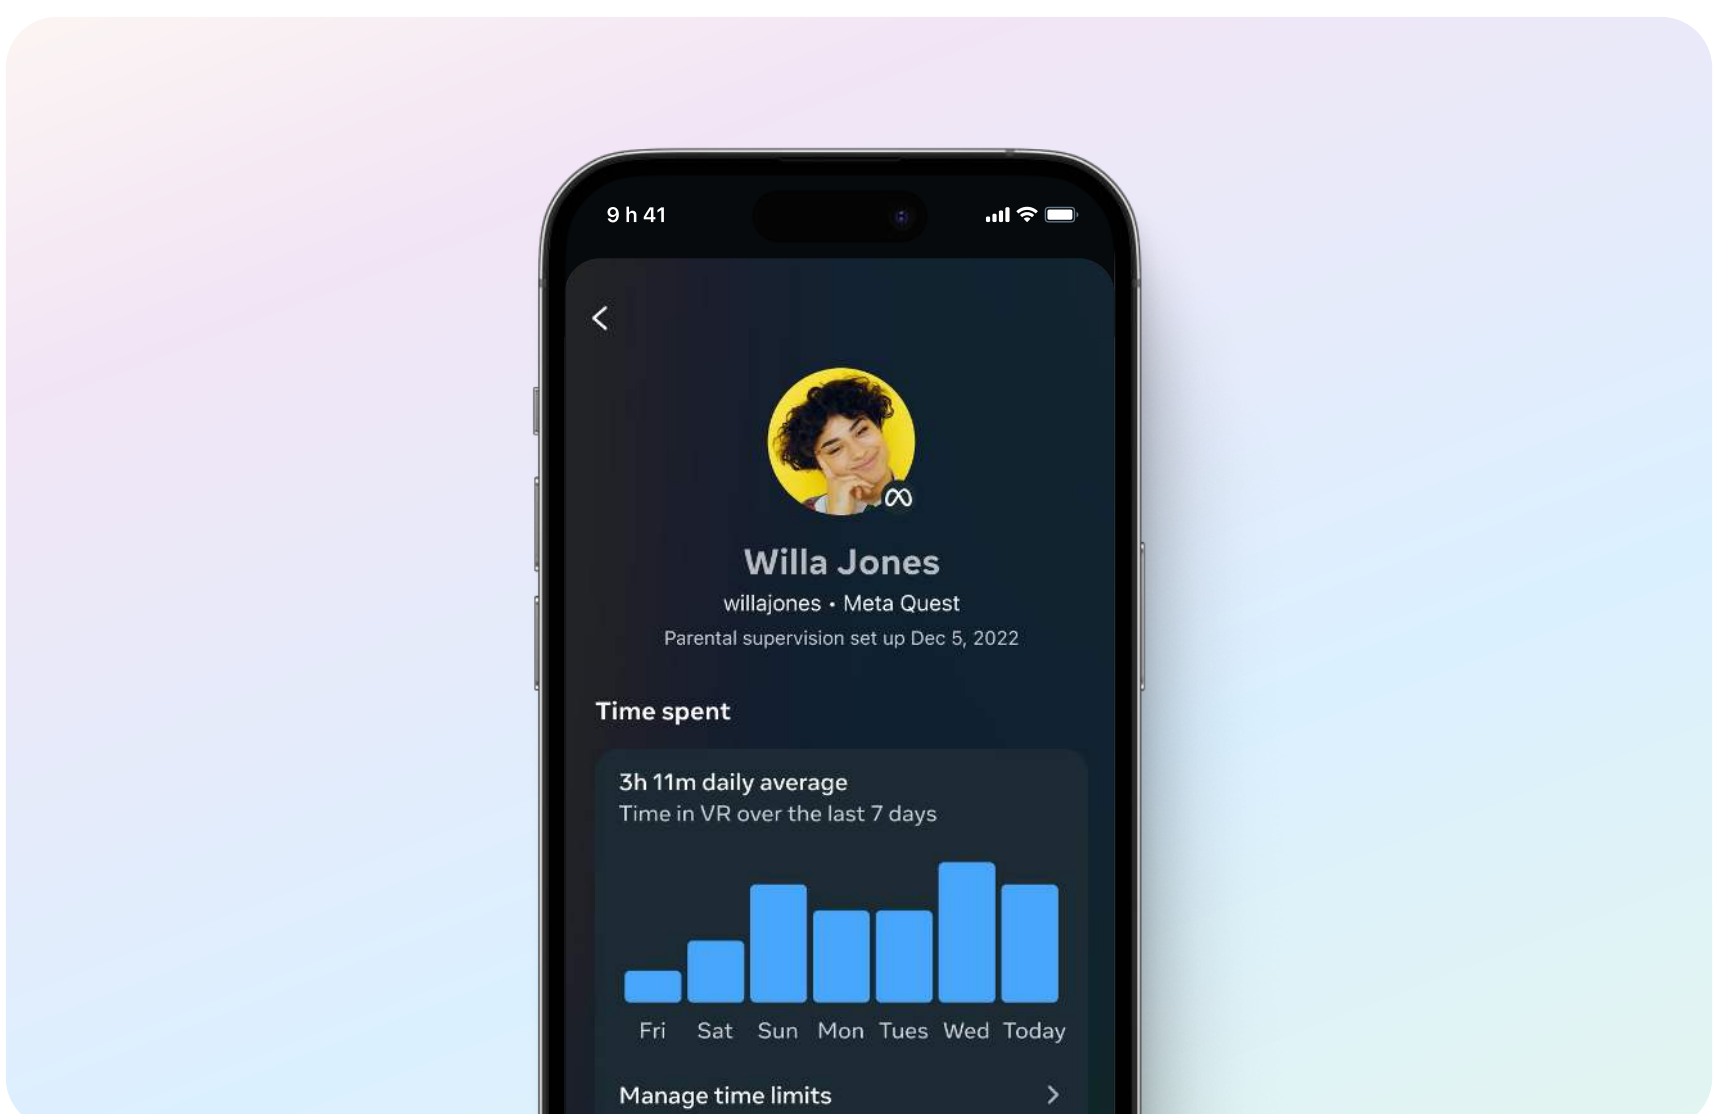 9 h 41
Willa Jones
willajones • Meta Quest
Parental supervision set up Dec 5, 2022
Time spent
3h 11m daily average
Time in VR over the last 7 days
Fri Sat Sun Mon Tues Wed Today
Manage time limits